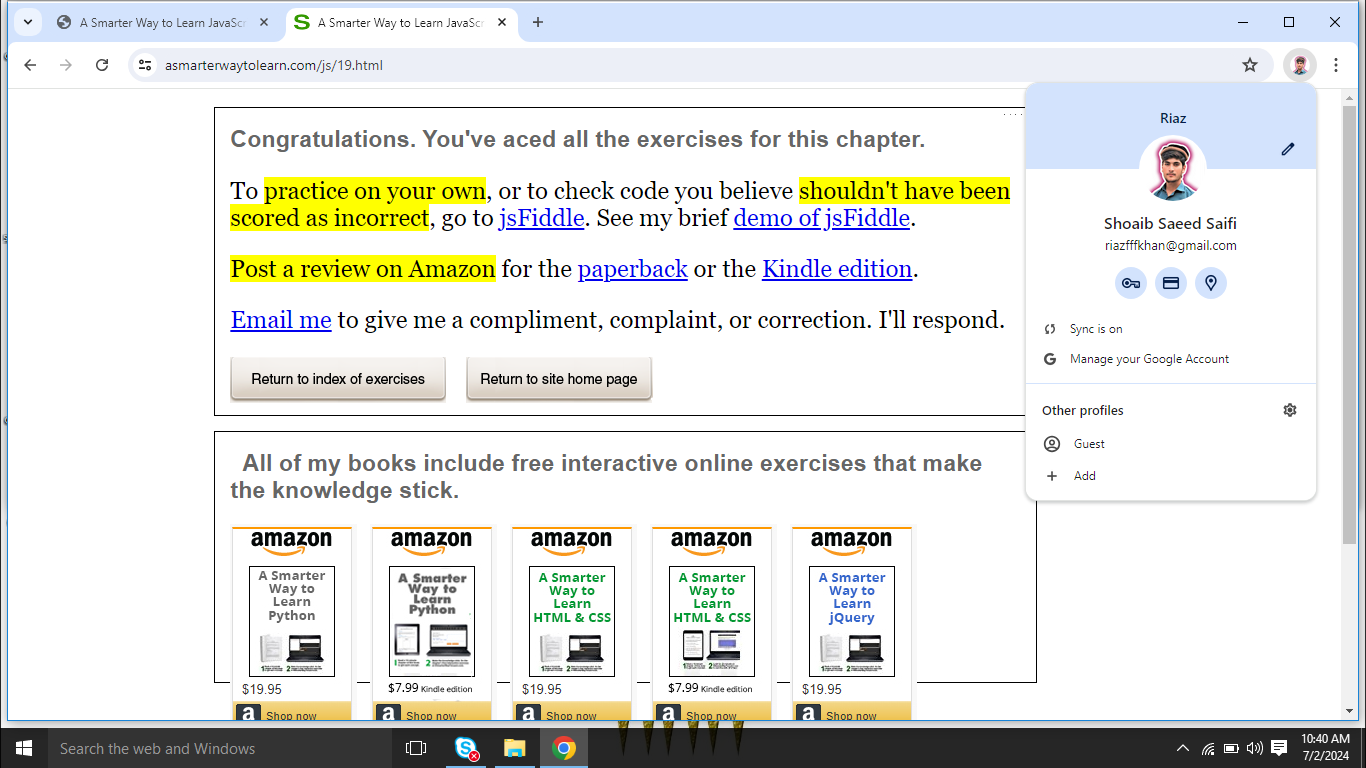 A Smarter Way to Learn JavaScr
A Smarter Way to Learn JavaScr
asmarterwaytolearn.com/js/19.html
Congratulations. You've aced all the exercises for this chapter.
To practice on your own, or to check code you believe shouldn't have been
scored as incorrect, go to jsFiddle. See my brief demo of jsFiddle.
Post a review on Amazon for the paperback or the Kindle edition.
Email me to give me a compliment, complaint, or correction. I'll respond.
Return to index of exercises
Return to site home page
Riaz
Shoaib Saeed Saifi
riazfffkhan@gmail.com
Sync is on
Manage your Google Account
Other profiles
Guest
Add
All of my books include free interactive online exercises that make
the knowledge stick.
amazon
A Smarter
Way to
Learn
Python
$19.95
Shop now
amazon
A Smarter
Way to
Learn
Python
$7.99 Kindle edition
Shop now
amazon
A Smarter
Way to
Learn
HTML & CSS
$19.95
Shop now
amazon
A Smarter
Way to
Learn
HTML & CSS
$7.99 Kindle edition
Shop now
amazon
A Smarter
Way to
Learn
jQuery
$19.95
Shop now
Search the web and Windows
10:40 AM
7/2/2024